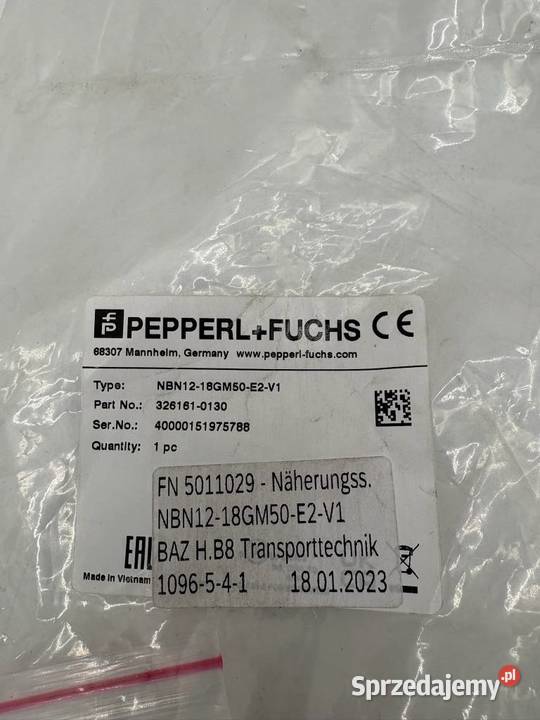 PEPPERL+FUCHS CE
68307 Mannheim, Germany www.pepperl-fuchs.com
Type: NBN12-18GM50-E2-V1
Part No.: 326161-0130
Ser.No.: 40000151975788
Quantity: 1 pc
FN 5011029 - Näherungss.
NBN12-18GM50-E2-V1
EAC BAZ H.B8 Transporttechnik
Made in Vietnam 1096-5-4-1 18.01.2023
Sprzedajemy.pl